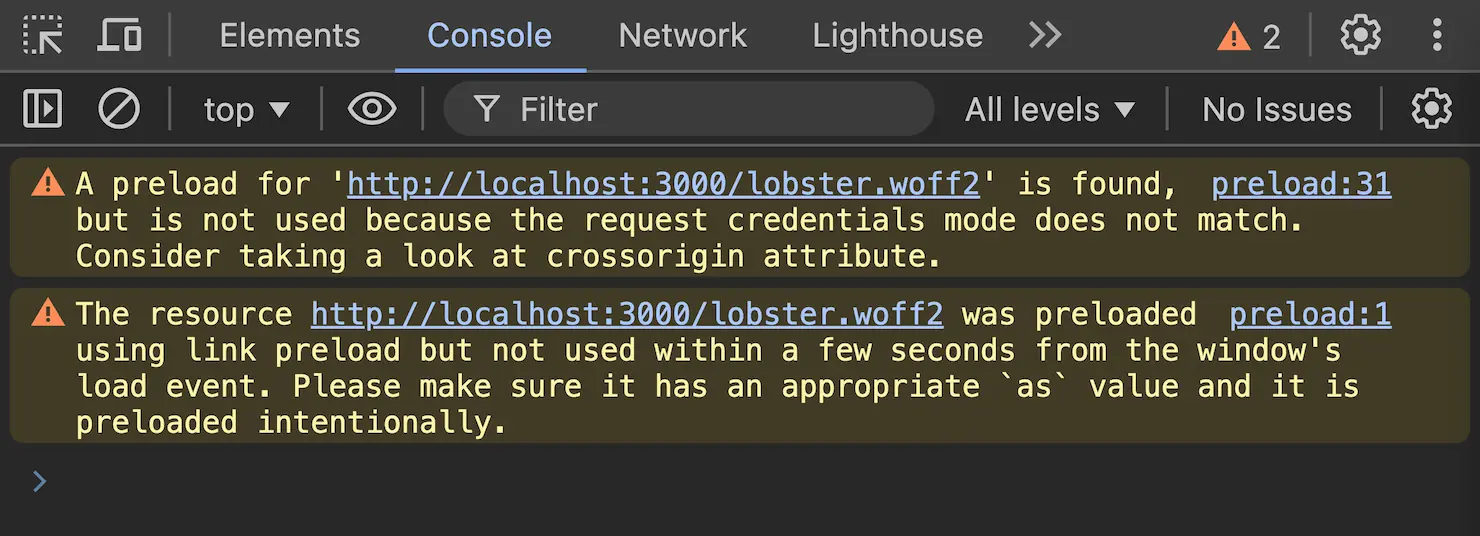 Elements Console Network Lighthouse 2
top Filter All levels No Issues
A preload for 'http://localhost:3000/lobster.woff2' is found, preload:31
but is not used because the request credentials mode does not match.
Consider taking a look at crossorigin attribute.
The resource http://localhost:3000/lobster.woff2 was preloaded preload:1
using link preload but not used within a few seconds from the window's
load event. Please make sure it has an appropriate `as` value and it is
preloaded intentionally.